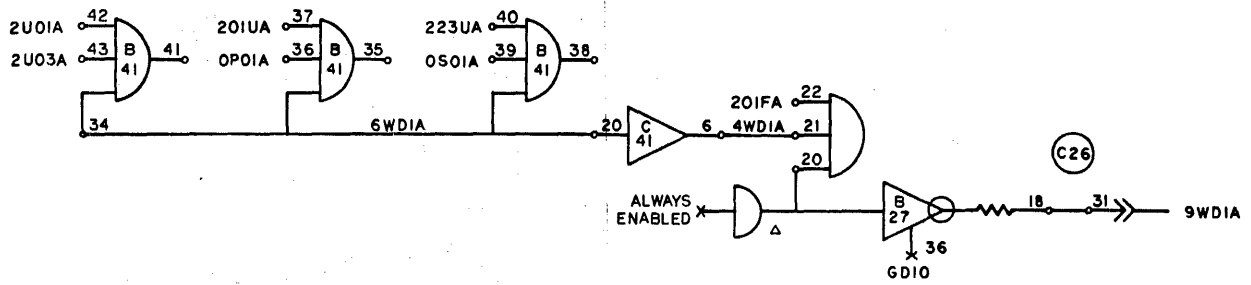 2U01A 42 201UA 37 223UA 40
2U03A 43 B 41 0P01A 36 B 35 0S01A 39 B 38
41 41 41
34 6WD1A 20 C 41 6 4WD1A 21
201FA 22
20
C26
ALWAYS ENABLED
Δ
B 27 18 31 9WD1A
36
GD10